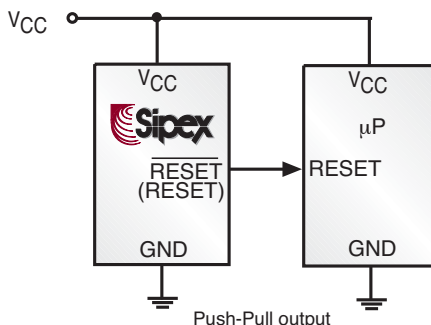 VCC
VCC
Sipex
RESET
(RESET)
GND
VCC
μP
RESET
GND
Push-Pull output